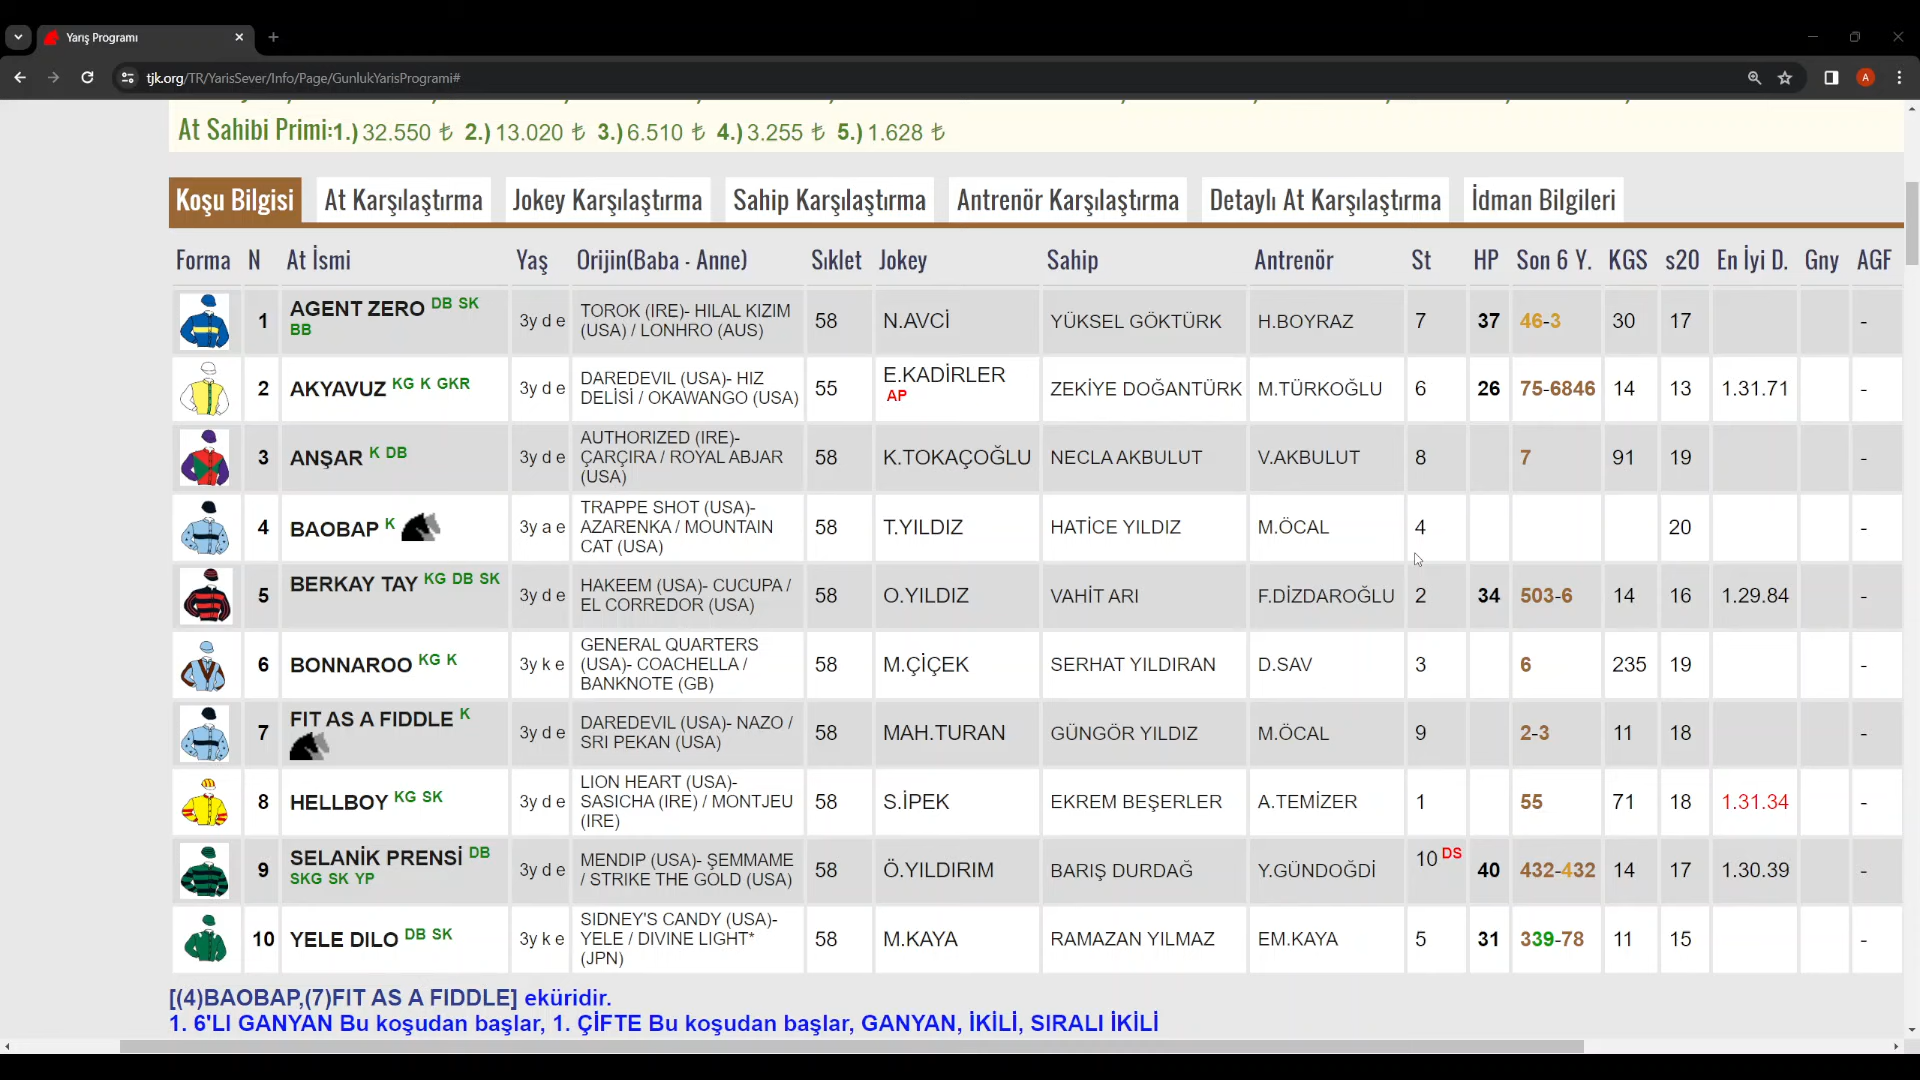 Yarış Programı
tjk.org/TR/YarisSever/Info/Page/GunlukYarisProgrami#
A
At Sahibi Primi:1.) 32.550 ₺ 2.) 13.020 ₺ 3.) 6.510 ₺ 4.) 3.255 ₺ 5.) 1.628 ₺
Koşu Bilgisi At Karşılaştırma Jokey Karşılaştırma Sahip Karşılaştırma Antrenör Karşılaştırma Detaylı At Karşılaştırma İdman Bilgileri
Forma N At İsmi Yaş Orijin(Baba - Anne) Sıklet Jokey Sahip Antrenör St HP Son 6 Y. KGS s20 En İyi D. Gny AGF
1 AGENT ZERO DB SK BB 3y d e TOROK (IRE)- HILAL KIZIM (USA) / LONHRO (AUS) 58 N.AVCİ YÜKSEL GÖKTÜRK H.BOYRAZ 7 37 46-3 30 17 -
2 AKYAVUZ KG K GKR 3y d e DAREDEVIL (USA)- HIZ DELİSİ / OKAWANGO (USA) 55 E.KADİRLER AP ZEKİYE DOĞANTÜRK M.TÜRKOĞLU 6 26 75-6846 14 13 1.31.71 -
3 ANŞAR K DB 3y d e AUTHORIZED (IRE)- ÇARÇIRA / ROYAL ABJAR (USA) 58 K.TOKAÇOĞLU NECLA AKBULUT V.AKBULUT 8 7 91 19 -
4 BAOBAP K 3y a e TRAPPE SHOT (USA)- AZARENKA / MOUNTAIN CAT (USA) 58 T.YILDIZ HATİCE YILDIZ M.ÖCAL 4 20 -
5 BERKAY TAY KG DB SK 3y d e HAKEEM (USA)- CUCUPA / EL CORREDOR (USA) 58 O.YILDIZ VAHİT ARI F.DİZDAROĞLU 2 34 503-6 14 16 1.29.84 -
6 BONNAROO KG K 3y k e GENERAL QUARTERS (USA)- COACHELLA / BANKNOTE (GB) 58 M.ÇİÇEK SERHAT YILDIRAN D.SAV 3 6 235 19 -
7 FIT AS A FIDDLE K 3y d e DAREDEVIL (USA)- NAZO / SRI PEKAN (USA) 58 MAH.TURAN GÜNGÖR YILDIZ M.ÖCAL 9 2-3 11 18 -
8 HELLBOY KG SK 3y d e LION HEART (USA)- SASICHA (IRE) / MONTJEU (IRE) 58 S.İPEK EKREM BEŞERLER A.TEMİZER 1 55 71 18 1.31.34 -
9 SELANİK PRENSİ DB SKG SK YP 3y d e MENDIP (USA)- ŞEMMAME / STRIKE THE GOLD (USA) 58 Ö.YILDIRIM BARIŞ DURDAĞ Y.GÜNDOĞDİ 10 DS 40 432-432 14 17 1.30.39 -
10 YELE DILO DB SK 3y k e SIDNEY'S CANDY (USA)- YELE / DIVINE LIGHT* (JPN) 58 M.KAYA RAMAZAN YILMAZ EM.KAYA 5 31 339-78 11 15 -
[(4)BAOBAP,(7)FIT AS A FIDDLE] eküridir.
1. 6'LI GANYAN Bu koşudan başlar, 1. ÇİFTE Bu koşudan başlar, GANYAN, İKİLİ, SIRALI İKİLİ